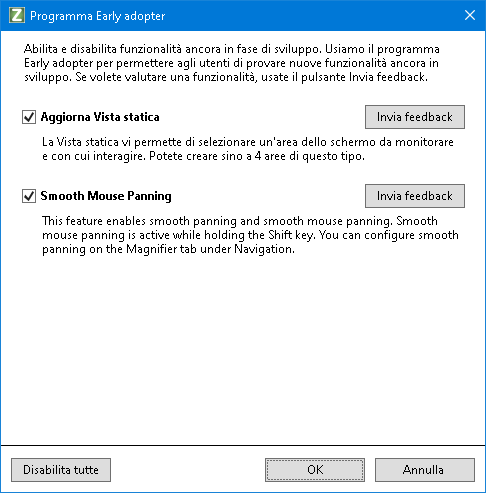 Programma Early adopter
Abilita e disabilita funzionalità ancora in fase di sviluppo. Usiamo il programma
Early adopter per permettere agli utenti di provare nuove funzionalità ancora in
sviluppo. Se volete valutare una funzionalità, usate il pulsante Invia feedback.
Aggiorna Vista statica
Invia feedback
La Vista statica vi permette di selezionare un'area dello schermo da monitorare
e con cui interagire. Potete creare sino a 4 aree di questo tipo.
Smooth Mouse Panning
Invia feedback
This feature enables smooth panning and smooth mouse panning. Smooth
mouse panning is active while holding the Shift key. You can configure smooth
panning on the Magnifier tab under Navigation.
Disabilita tutte
OK
Annulla